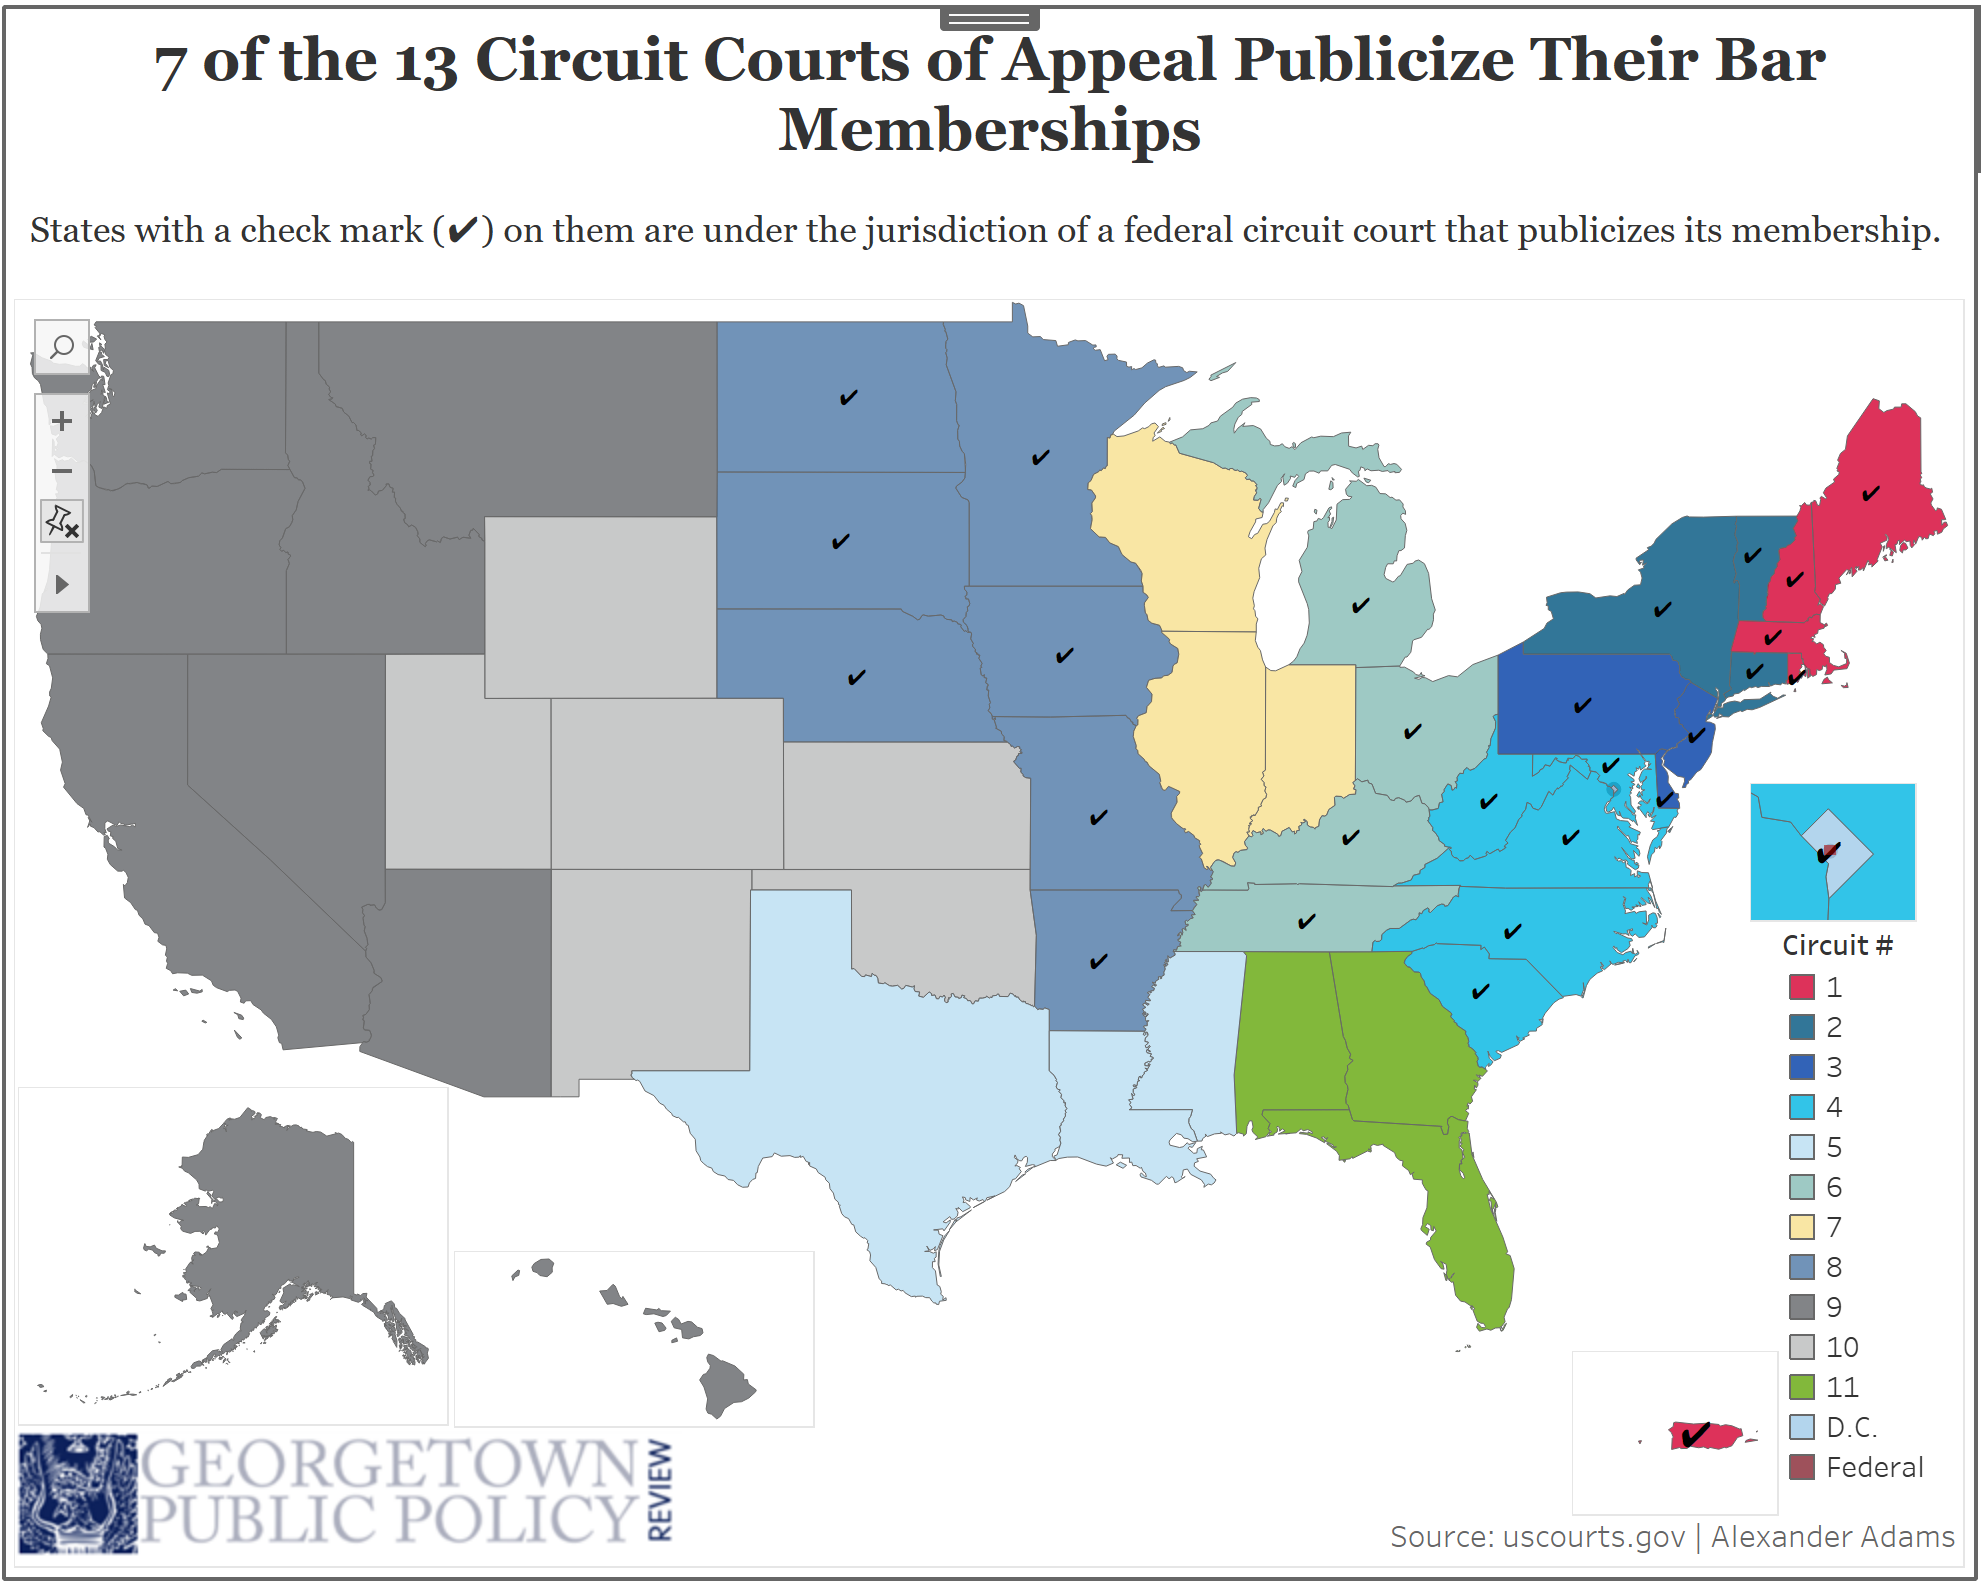 7 of the 13 Circuit Courts of Appeal Publicize Their Bar
Memberships
States with a check mark (✔) on them are under the jurisdiction of a federal circuit court that publicizes its membership.
Circuit #
1
2
3
4
5
6
7
8
9
10
11
D.C.
Federal
GEORGETOWN
PUBLIC POLICY
REVIEW
Source: uscourts.gov | Alexander Adams